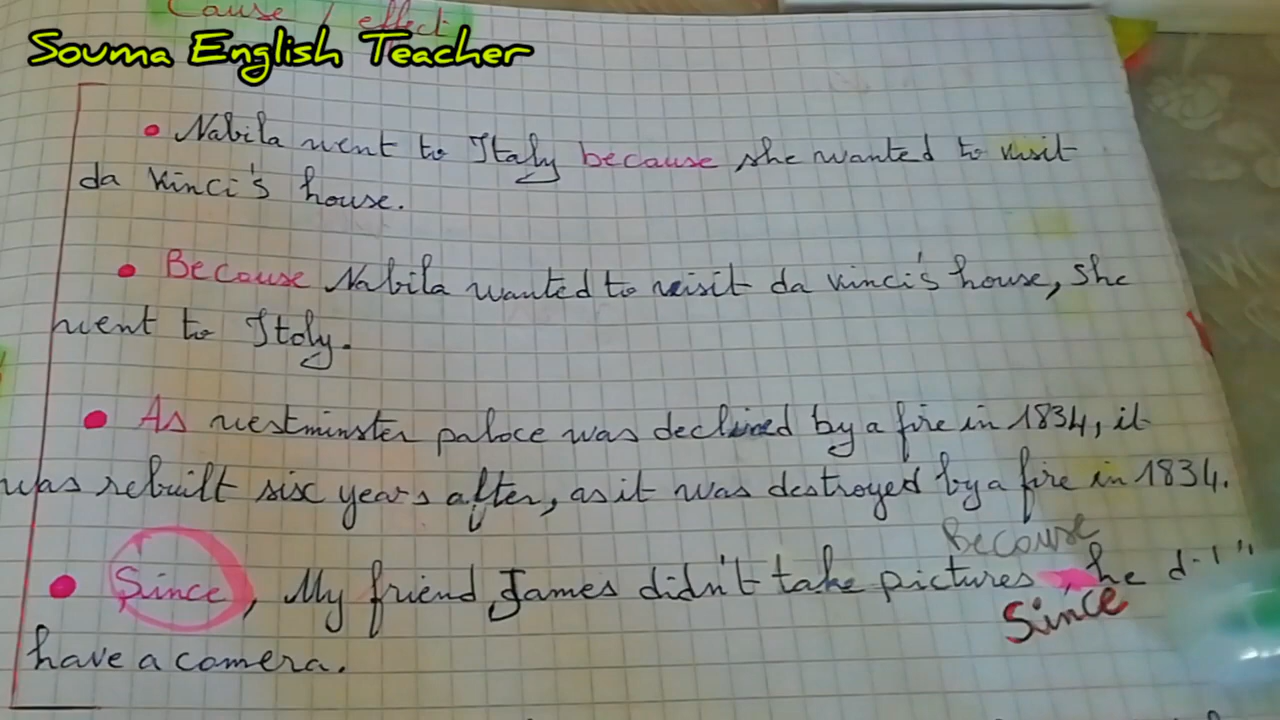 Cause / effect
Souma English Teacher
• Nabila went to Italy because she wanted to visit
da Vinci's house.
• Because Nabila wanted to visit da Vinci's house, she
went to Italy.
• As westminster palace was declined by a fire in 1834, it
was rebuilt six years after, as it was destroyed by a fire in 1834.
Because
• Since, My friend James didn't take pictures, he
Since
have a camera.